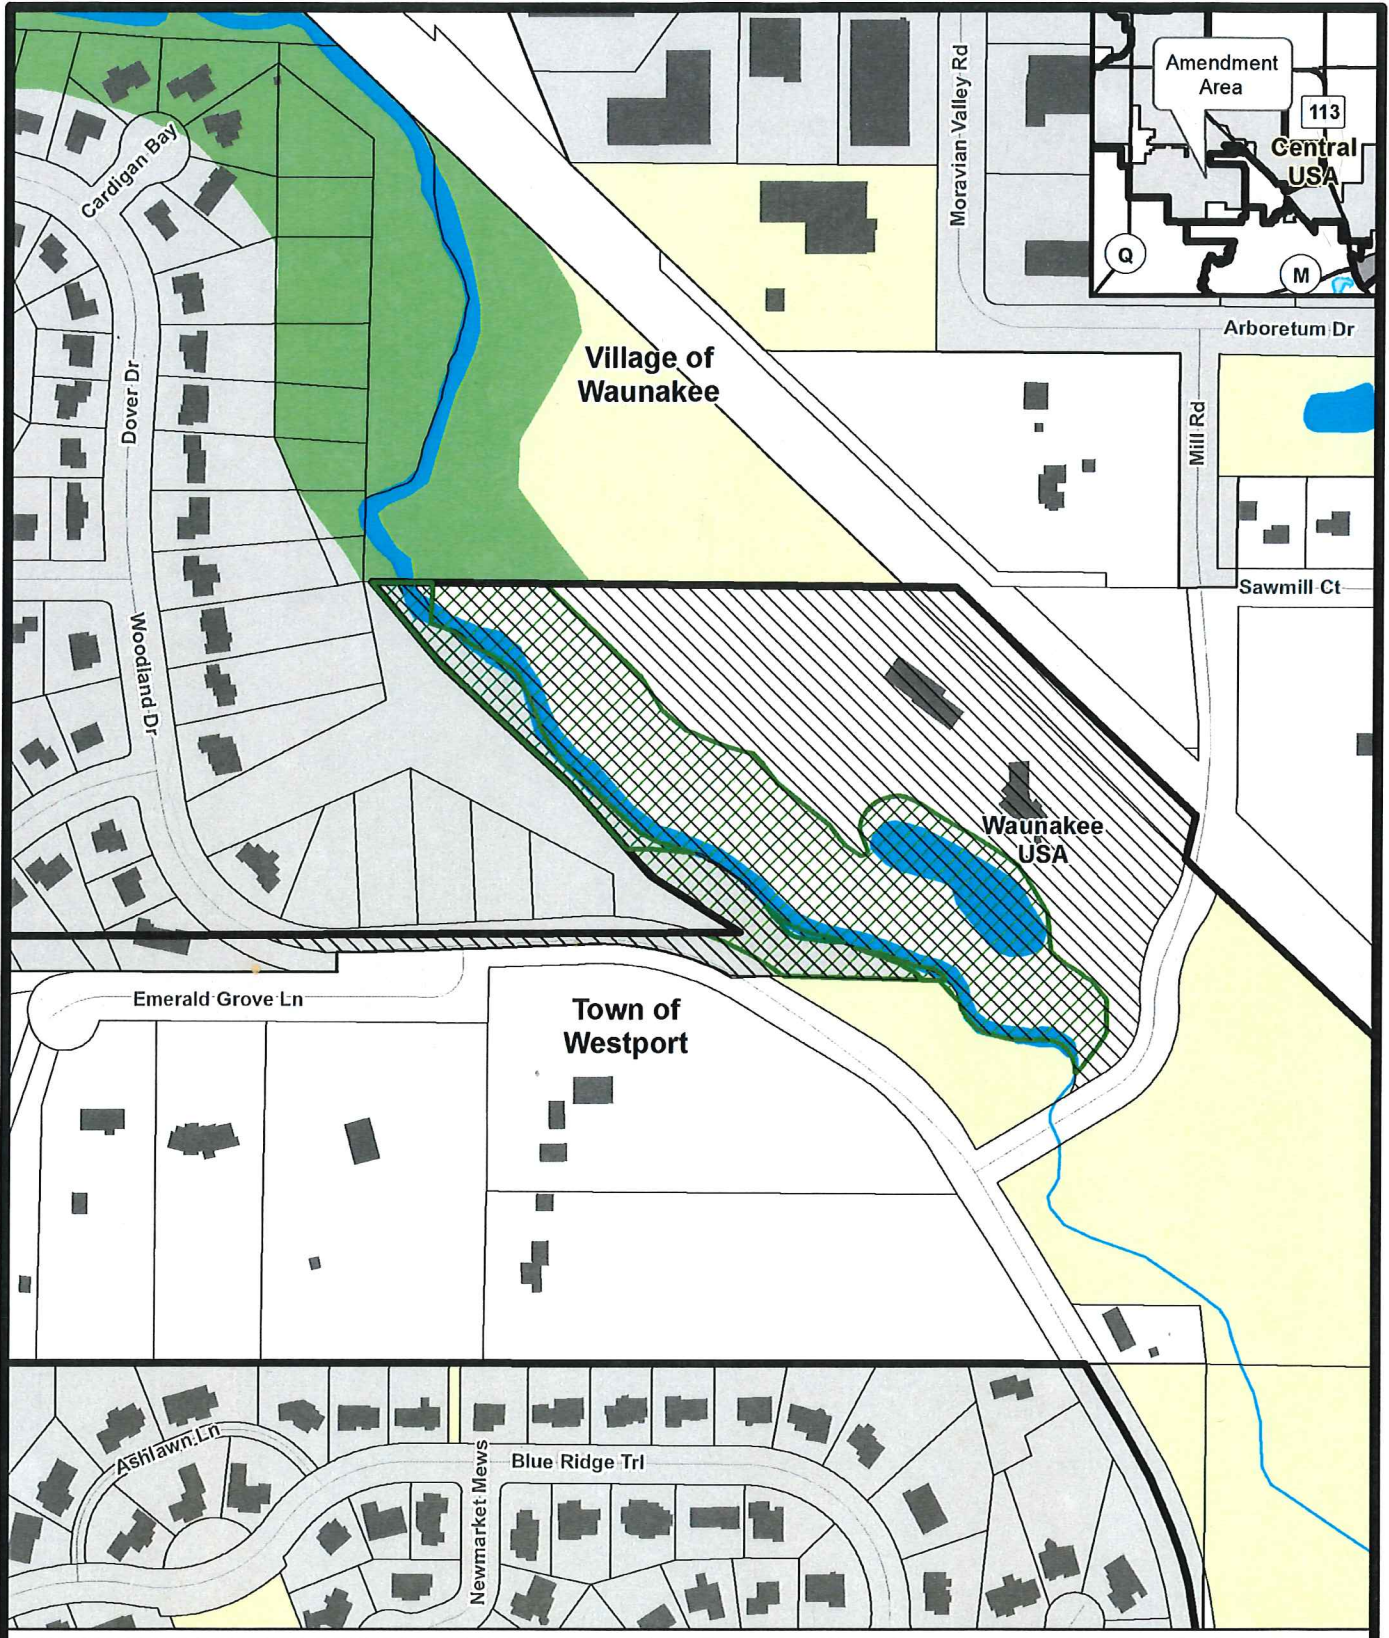 Amendment
Area
113
Central
USA
Q
M
Moravian Valley Rd
Cardigan Bay
Arboretum Dr
Village of
Waunakee
Dover Dr
Mill Rd
Sawmill Ct
Woodland Dr
Waunakee
USA
Emerald Grove Ln
Town of
Westport
Ashlawn Ln
Blue Ridge Trl
Newmarket Mews